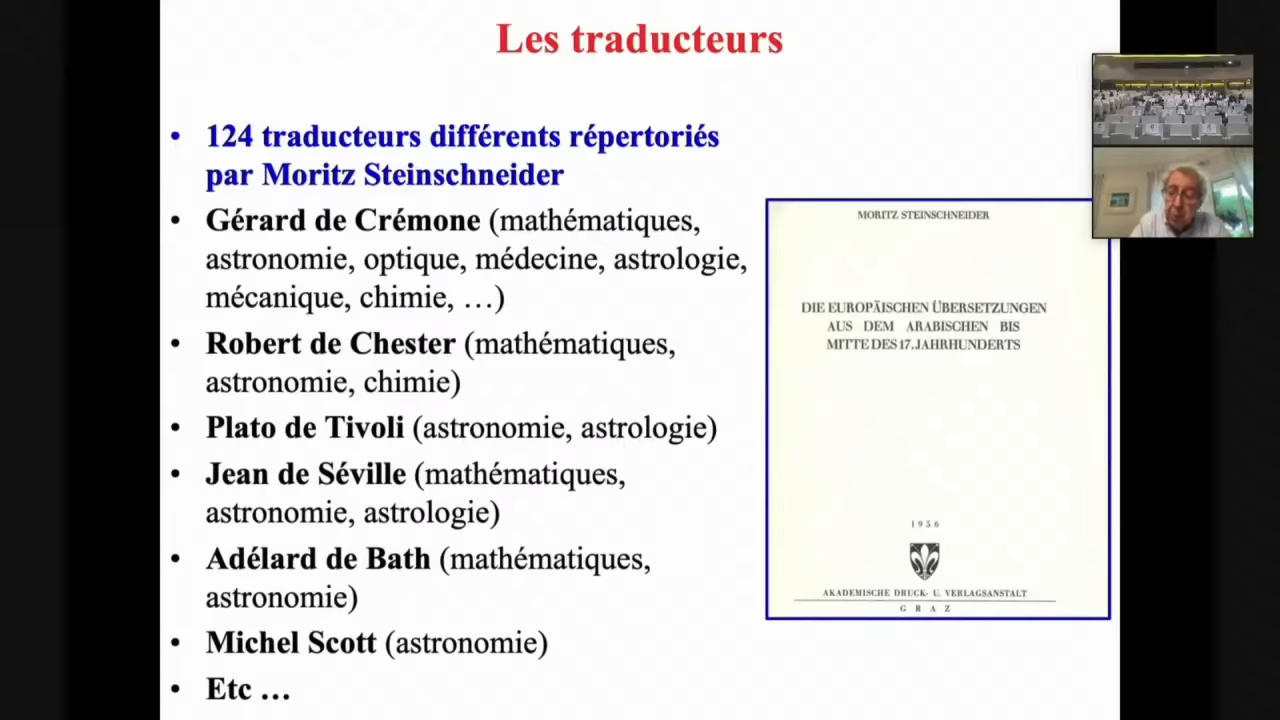 Les traducteurs
• 124 traducteurs différents répertoriés
par Moritz Steinschneider
• Gérard de Crémone (mathématiques,
astronomie, optique, médecine, astrologie,
mécanique, chimie, …)
• Robert de Chester (mathématiques,
astronomie, chimie)
• Plato de Tivoli (astronomie, astrologie)
• Jean de Séville (mathématiques,
astronomie, astrologie)
• Adélard de Bath (mathématiques,
astronomie)
• Michel Scott (astronomie)
• Etc …
MORITZ STEINSCHNEIDER
DIE EUROPÄISCHEN ÜBERSETZUNGEN
AUS DEM ARABISCHEN BIS
MITTE DES 17. JAHRHUNDERTS
1956
AKADEMISCHE DRUCK- U. VERLAGSANSTALT
GRAZ